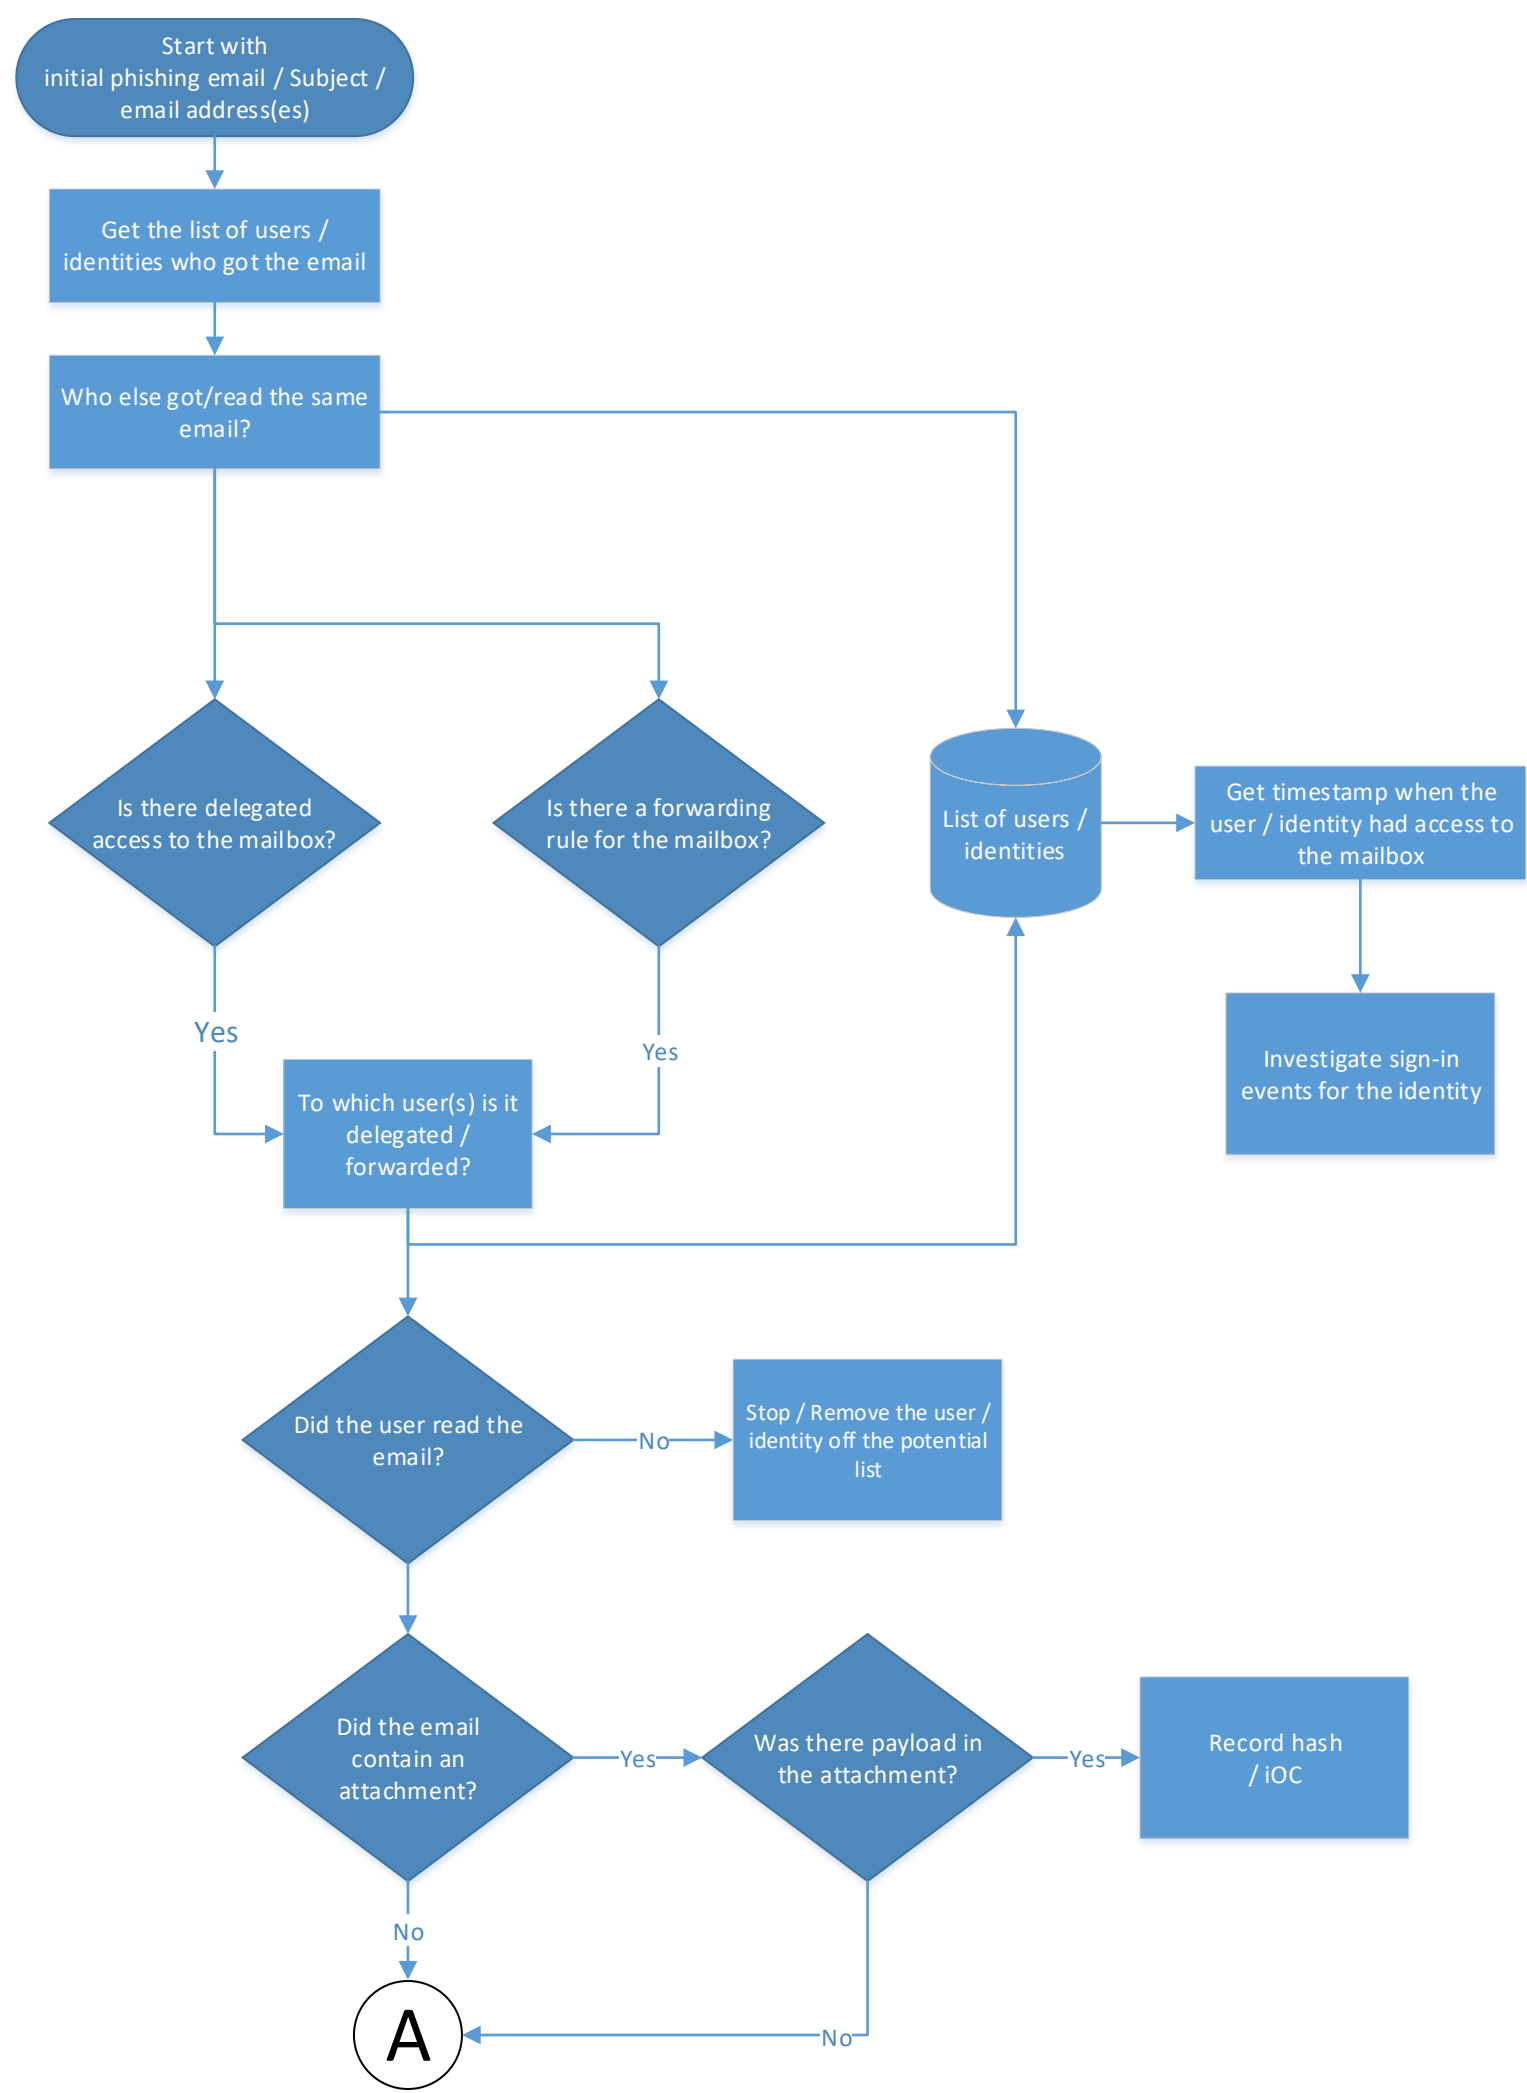 Start with
initial phishing email / Subject /
email address(es)
Get the list of users /
identities who got the email
Who else got/read the same
email?
Is there delegated
access to the mailbox?
Is there a forwarding
rule for the mailbox?
List of users /
identities
Get timestamp when the
user / identity had access to
the mailbox
Yes
Yes
Investigate sign-in
events for the identity
To which user(s) is it
delegated /
forwarded?
Did the user read the
email?
No
Stop / Remove the user /
identity off the potential
list
Did the email
contain an
attachment?
Yes
Was there payload in
the attachment?
Yes
Record hash
/ iOC
No
No
A